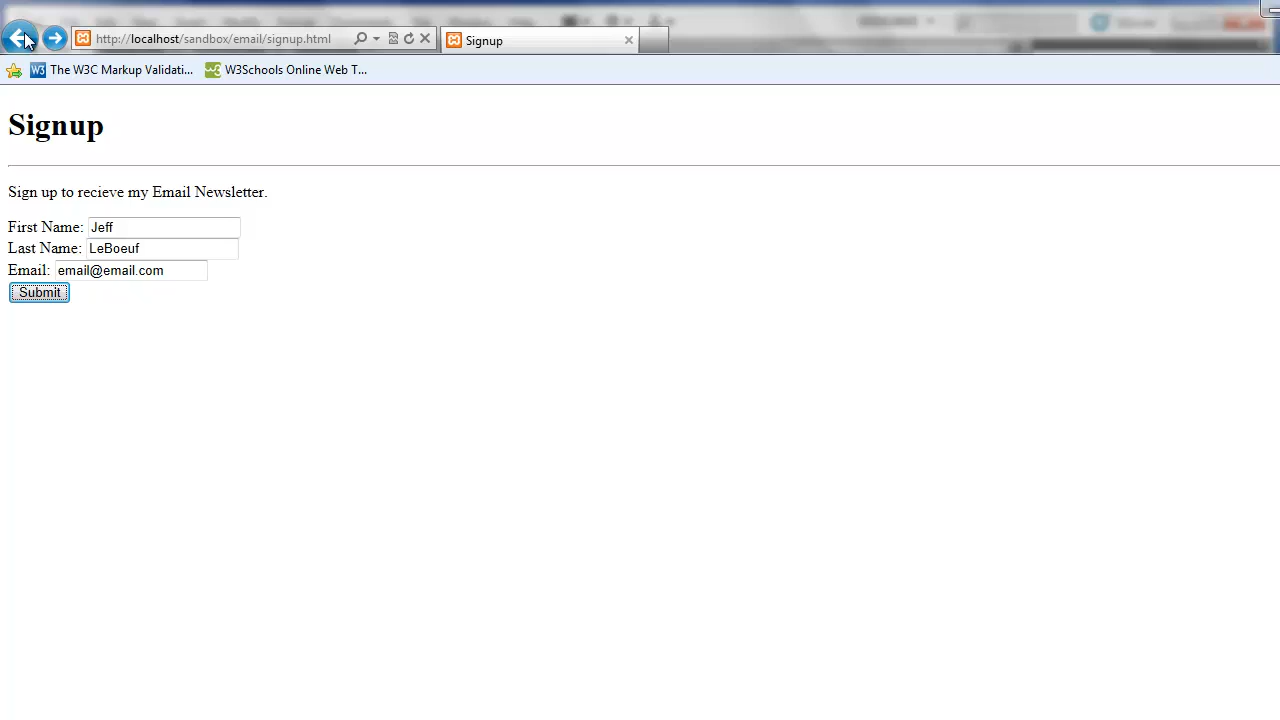 http://localhost/sandbox/email/signup.html
Signup
The W3C Markup Validati...
W3Schools Online Web T...
Signup
Sign up to recieve my Email Newsletter.
First Name: Jeff
Last Name: LeBoeuf
Email: email@email.com
Submit